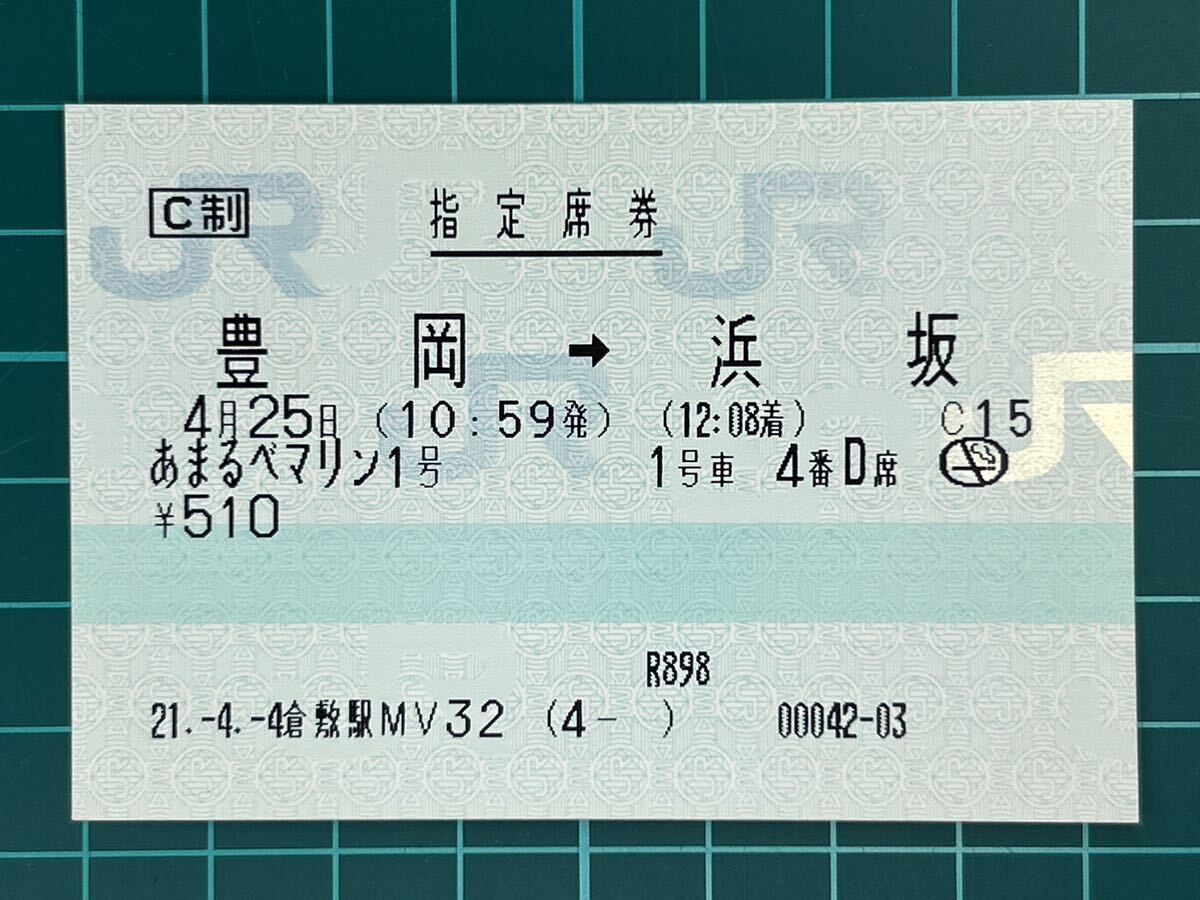 C制 指定席券
豊岡 ➡ 浜坂
4月25日 (10:59発) (12:08着) C15
あまるベマリン1号 1号車 4番D席
¥510
R898
21.-4.-4倉敷駅MV32 (4- ) 00042-03